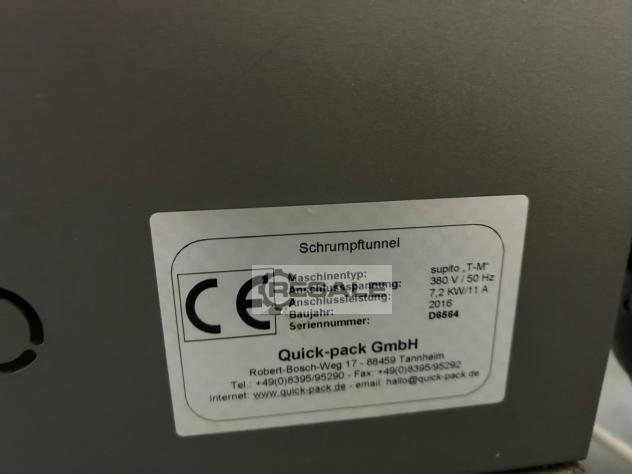 Schrumpftunnel
CE
Maschinentyp: supito „T-M"
Anschlussspannung: 380 V / 50 Hz
Anschlussleistung: 7,2 KW/11 A
Baujahr: 2016
Seriennummer: D6564
REGALE
Quick-pack GmbH
Robert-Bosch-Weg 17 - 88459 Tannheim
Tel.: +49(0)8395/95290 - Fax: +49(0)8395/95292
Internet: www.quick-pack.de - email: hallo@quick-pack.de